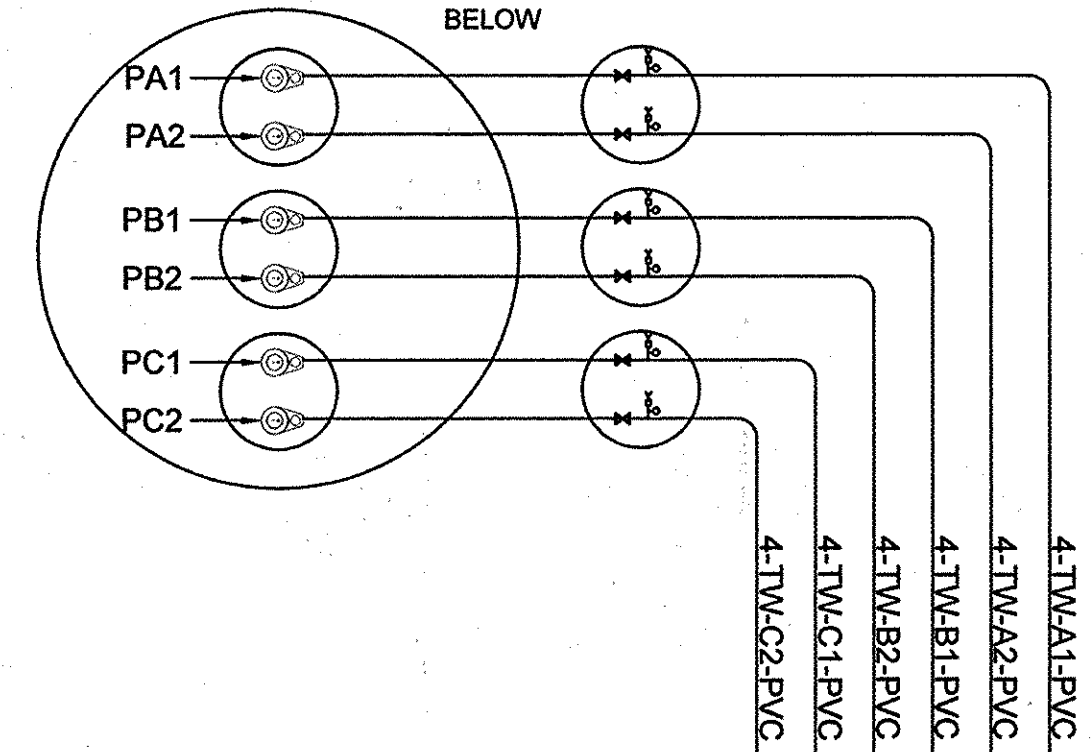 BELOW
PA1
PA2
PB1
PB2
PC1
PC2
4-TW-C2-PVC
4-TW-C1-PVC
4-TW-B2-PVC
4-TW-B1-PVC
4-TW-A2-PVC
4-TW-A1-PVC